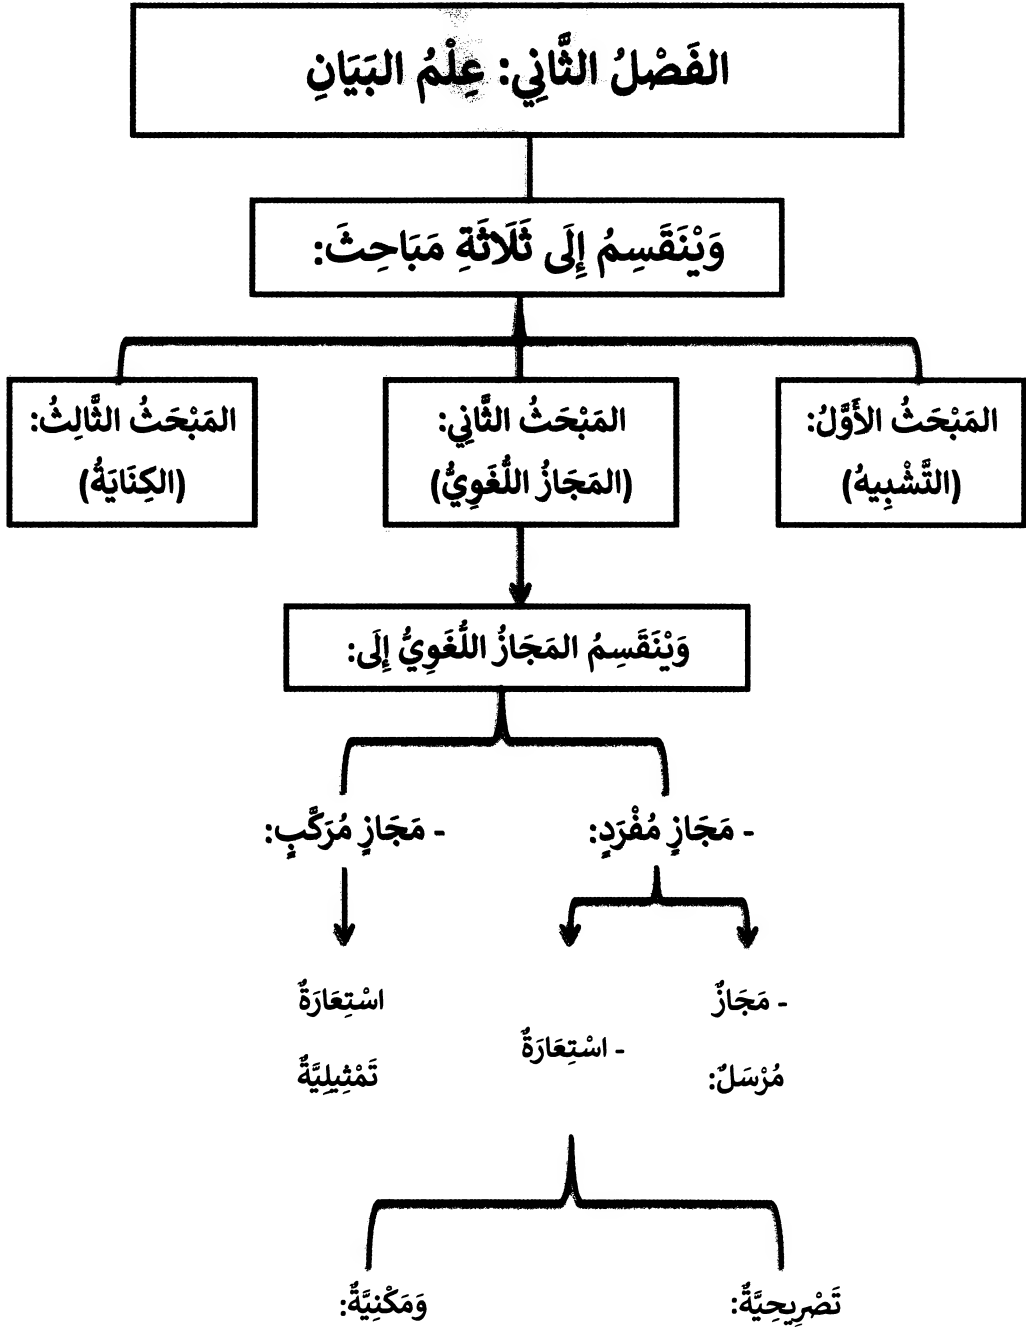 الفَصْلُ الثَّانِي: عِلْمُ البَيَانِ
وَيَنْقَسِمُ إِلَى ثَلَاثَةِ مَبَاحِثَ:
المَبْحَثُ الأَوَّلُ:
(التَّشْبِيهُ)
المَبْحَثُ الثَّانِي:
(المَجَازُ اللُّغَوِيُّ)
المَبْحَثُ الثَّالِثُ:
(الكِنَايَةُ)
وَيَنْقَسِمُ المَجَازُ اللُّغَوِيُّ إِلَى:
- مَجَازٍ مُفْرَدٍ:
- مَجَازٍ مُرَكَّبٍ:
- مَجَازٌ
مُرْسَلٌ:
- اسْتِعَارَةٌ
اسْتِعَارَةٌ
تَمْثِيلِيَّةٌ
تَصْرِيحِيَّةٌ:
وَمَكْنِيَّةٌ: